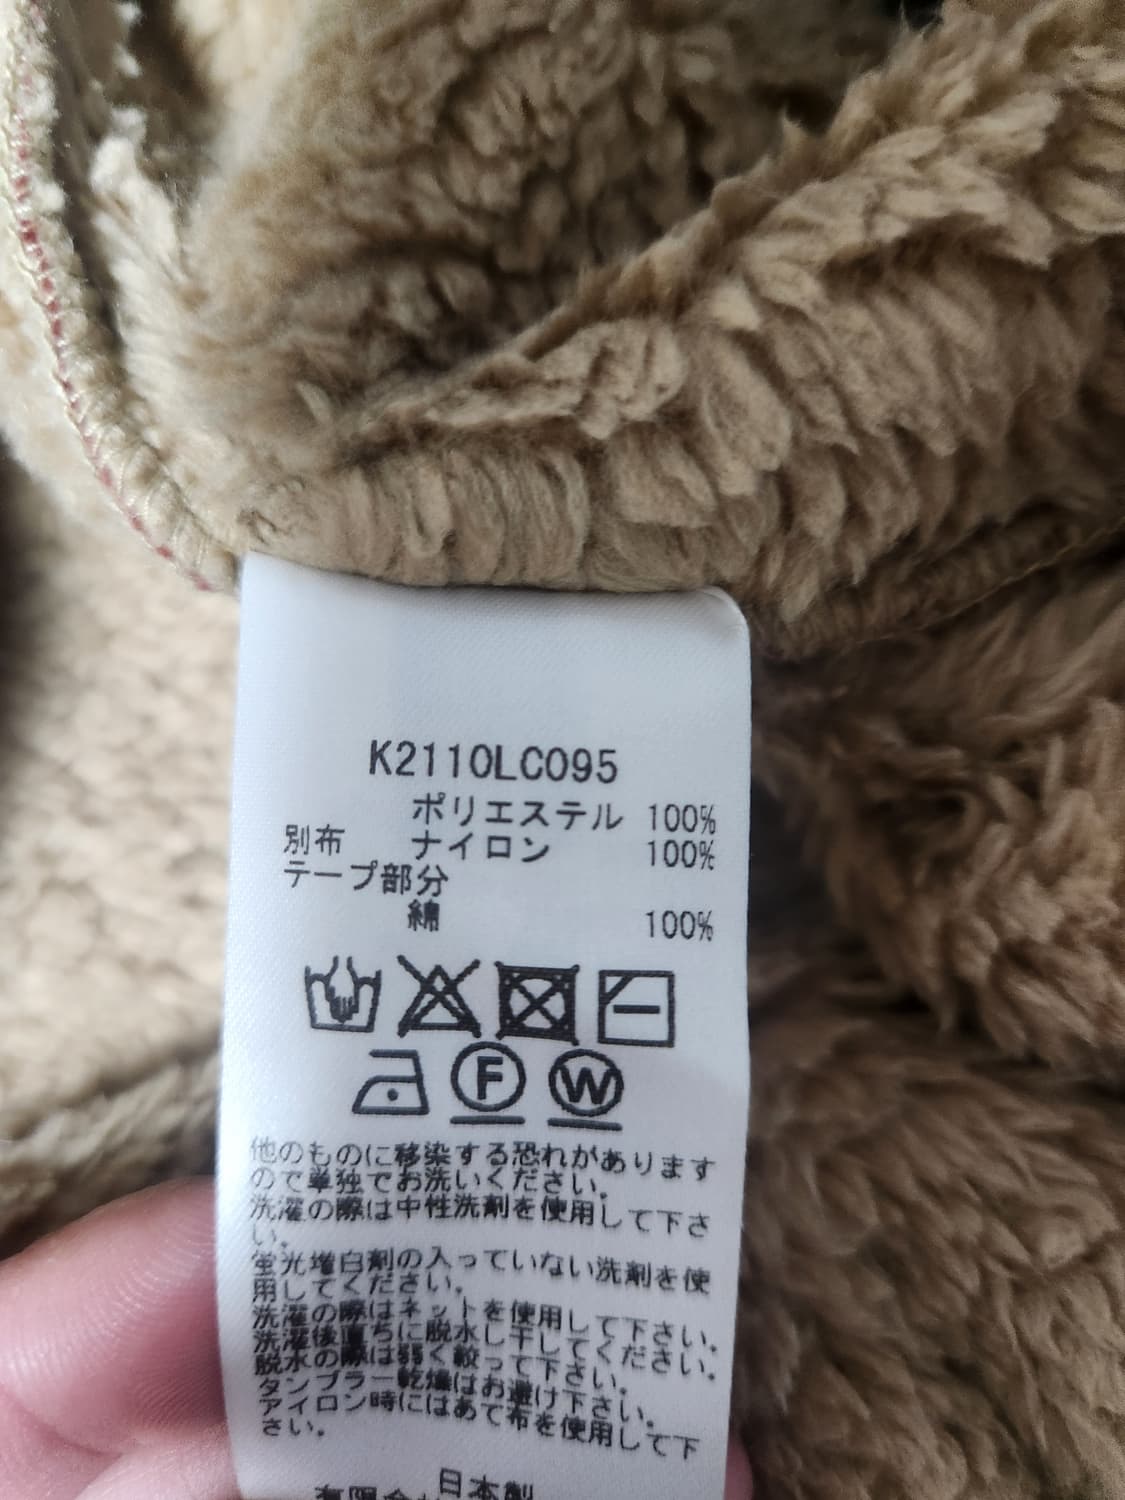 K2110LC095
ポリエステル 100%
別布 ナイロン 100%
テープ部分
綿 100%
F W
他のものに移染する恐れがあります
ので単独でお洗いください。
洗濯の際は中性洗剤を使用して下さ
い。
蛍光増白剤の入っていない洗剤を使
用してください。
洗濯の際はネットを使用して下さい。
洗濯後直ちに脱水し干してください。
脱水の際は弱く絞って下さい。
タンブラー乾燥はお避け下さい。
アイロン時にはあて布を使用して下
さい。
日本製